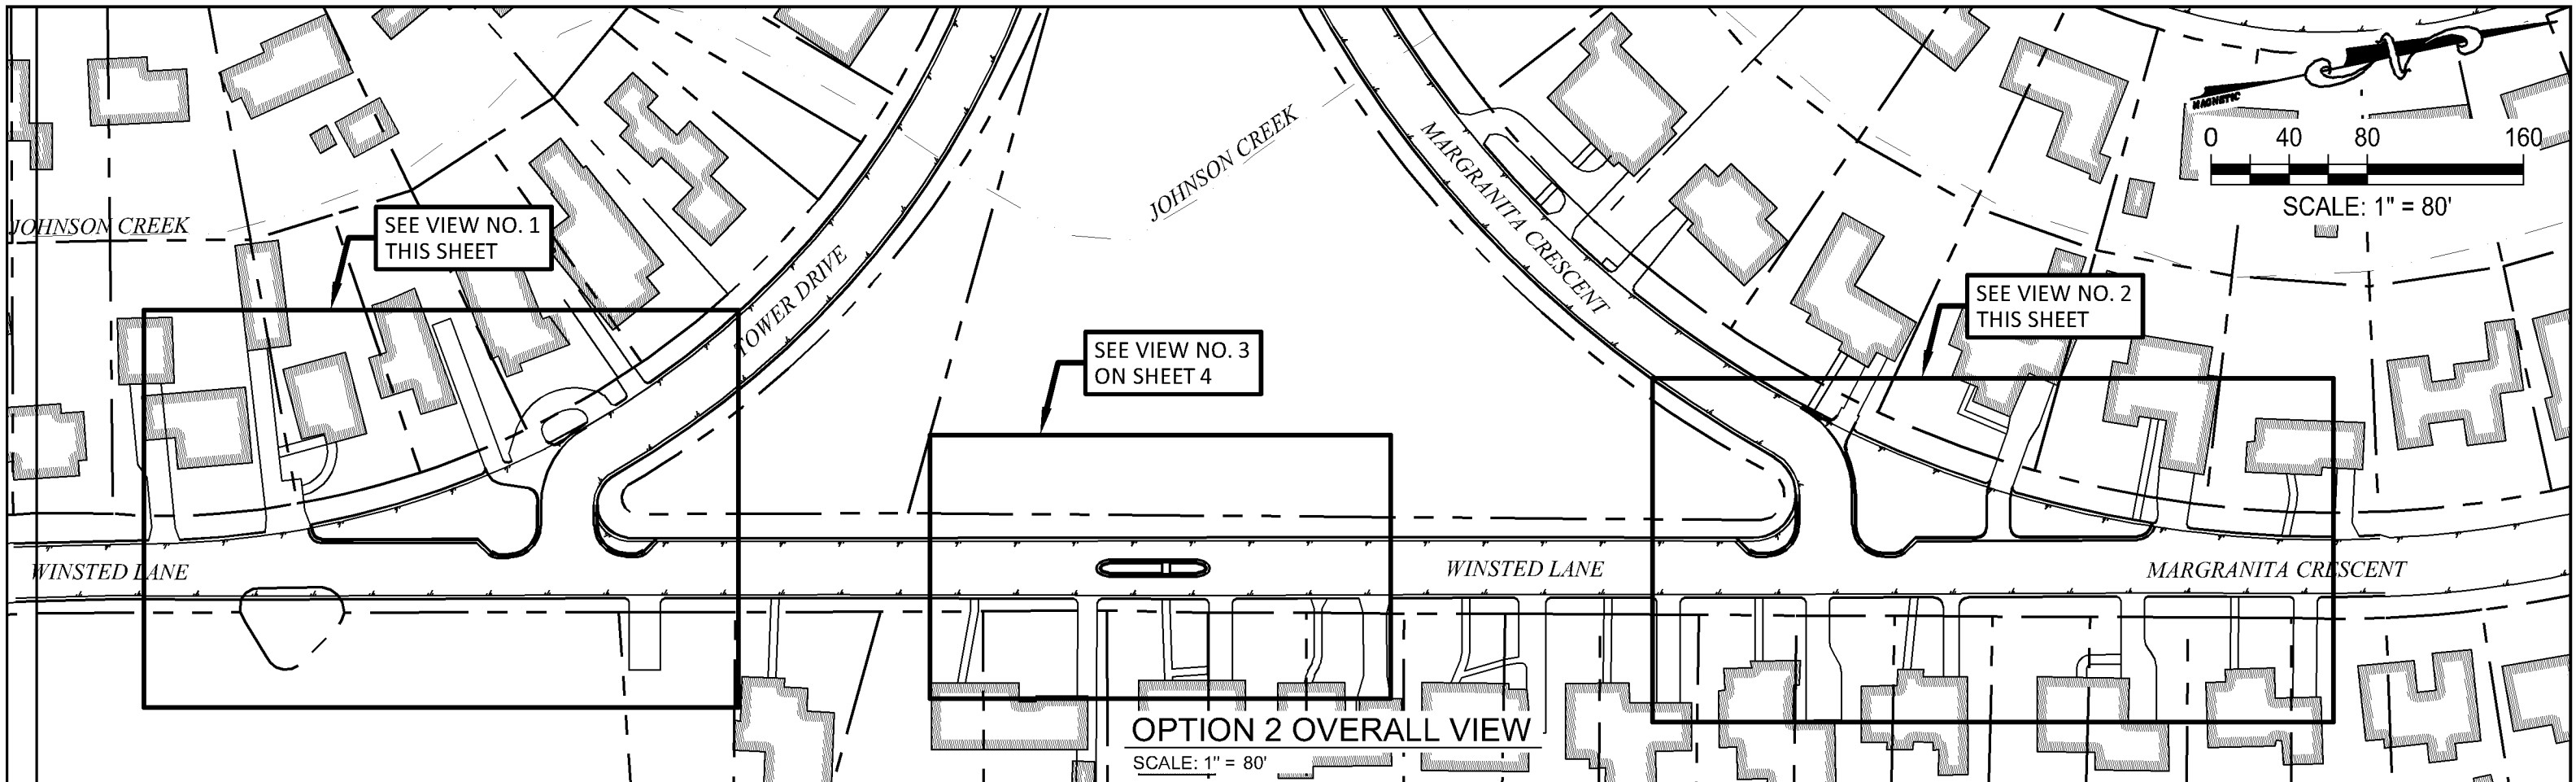 MAGNETIC
0 40 80 160
SCALE: 1" = 80'
JOHNSON CREEK
JOHNSON CREEK
MARGRANITA CRESCENT
SEE VIEW NO. 1
THIS SHEET
TOWER DRIVE
SEE VIEW NO. 2
THIS SHEET
SEE VIEW NO. 3
ON SHEET 4
WINSTED LANE
WINSTED LANE
MARGRANITA CRESCENT
OPTION 2 OVERALL VIEW
SCALE: 1" = 80'